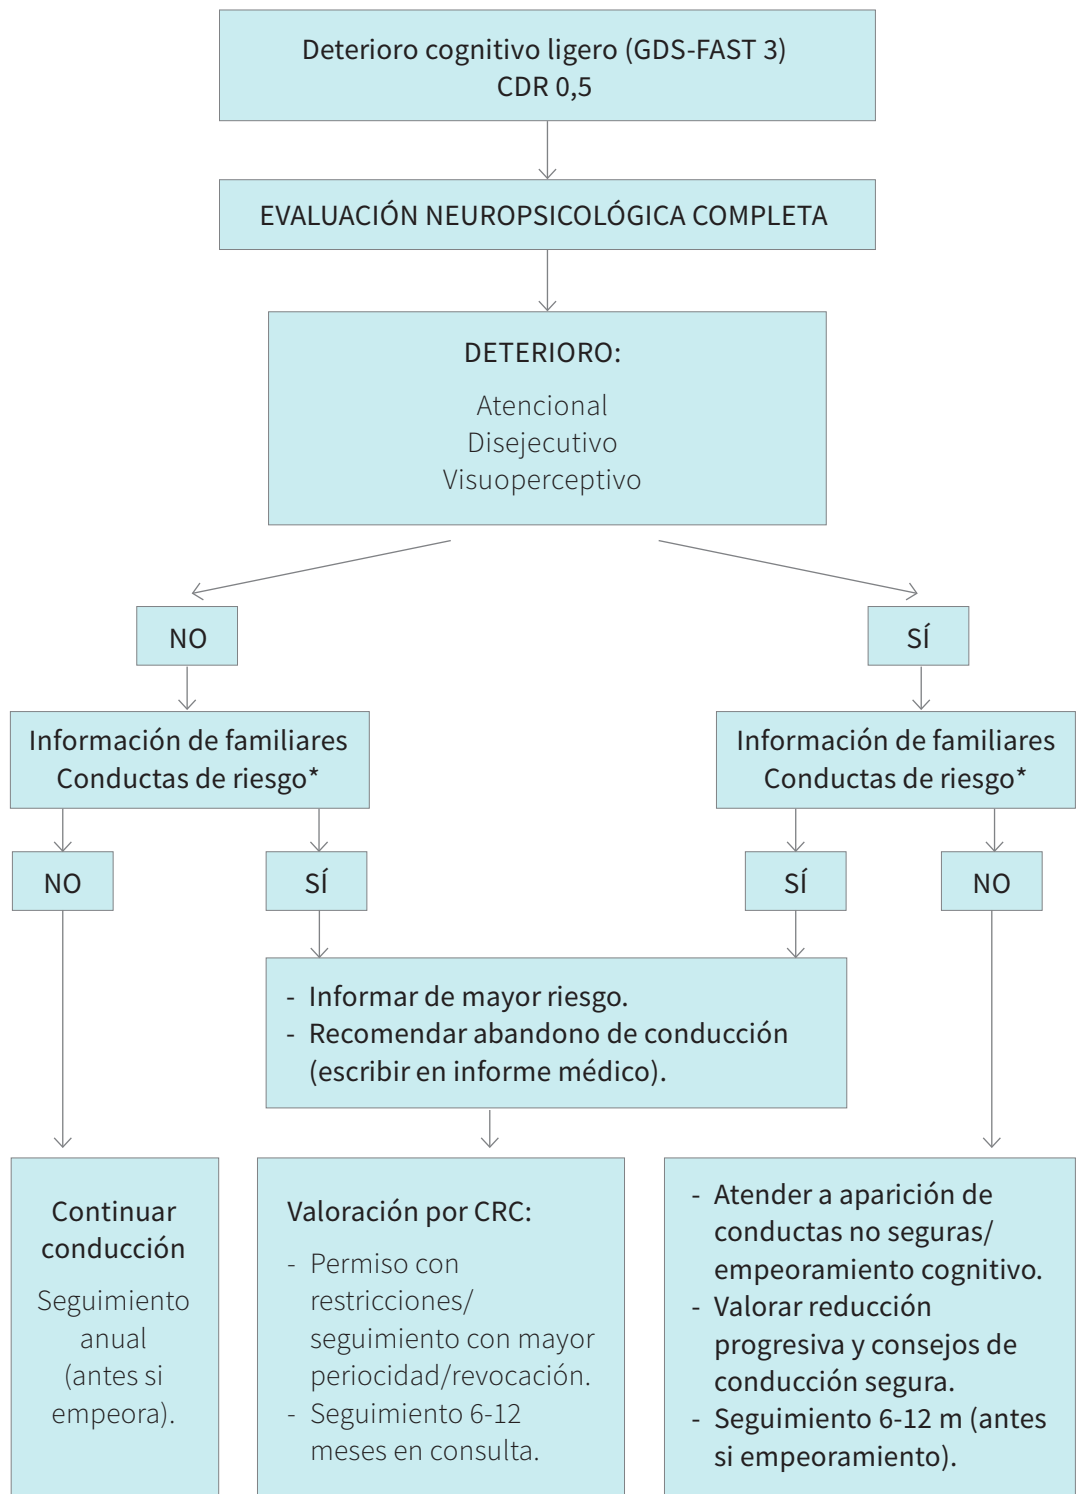 Deterioro cognitivo ligero (GDS-FAST 3)
CDR 0,5
EVALUACIÓN NEUROPSICOLÓGICA COMPLETA
DETERIORO:
Atencional
Disejecutivo
Visuoperceptivo
NO
SÍ
Información de familiares
Conductas de riesgo*
Información de familiares
Conductas de riesgo*
NO
SÍ
SÍ
NO
- Informar de mayor riesgo.
- Recomendar abandono de conducción
(escribir en informe médico).
Continuar
conducción
Seguimiento
anual
(antes si
empeora).
Valoración por CRC:
- Permiso con
restricciones/
seguimiento con mayor
periocidad/revocación.
- Seguimiento 6-12
meses en consulta.
- Atender a aparición de
conductas no seguras/
empeoramiento cognitivo.
- Valorar reducción
progresiva y consejos de
conducción segura.
- Seguimiento 6-12 m (antes
si empeoramiento).